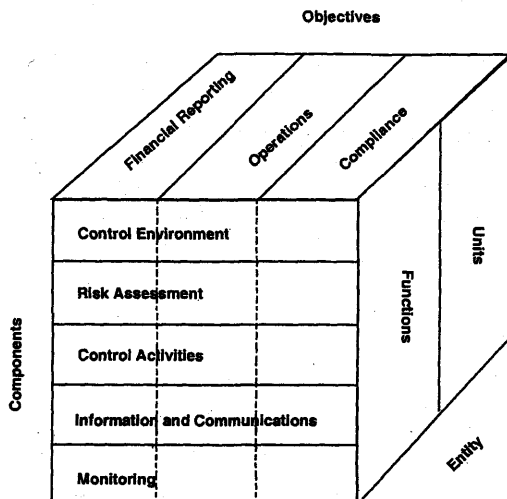 Objectives
Financial Reporting
Operations
Compliance
Control Environment
Risk Assessment
Control Activities
Information and Communications
Monitoring
Components
Functions
Units
Entity